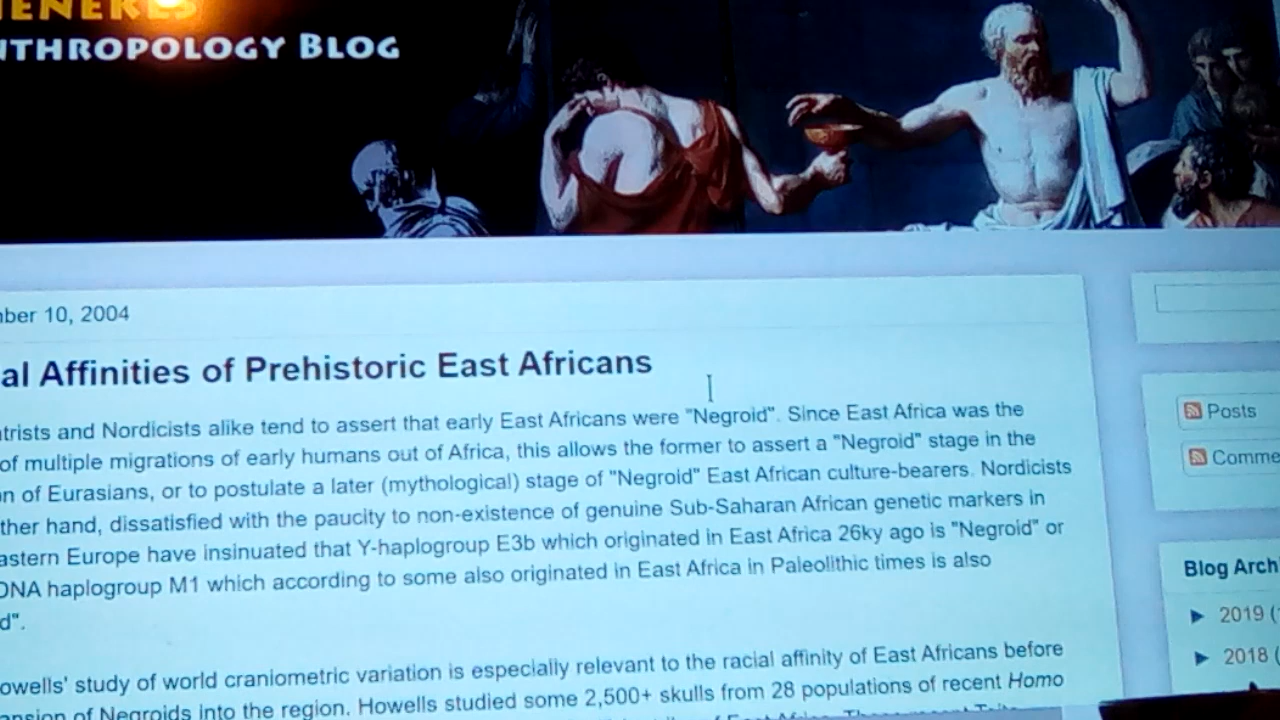 ENEKES
NTHROPOLOGY BLOG
ber 10, 2004
al Affinities of Prehistoric East Africans
trists and Nordicists alike tend to assert that early East Africans were "Negroid". Since East Africa was the
of multiple migrations of early humans out of Africa, this allows the former to assert a "Negroid" stage in the
n of Eurasians, or to postulate a later (mythological) stage of "Negroid" East African culture-bearers. Nordicists
ther hand, dissatisfied with the paucity to non-existence of genuine Sub-Saharan African genetic markers in
astern Europe have insinuated that Y-haplogroup E3b which originated in East Africa 26ky ago is "Negroid" or
DNA haplogroup M1 which according to some also originated in East Africa in Paleolithic times is also
d".
owells' study of world craniometric variation is especially relevant to the racial affinity of East Africans before
ansion of Negroids into the region. Howells studied some 2,500+ skulls from 28 populations of recent Homo
Posts
Comme
Blog Arch
► 2019 (
► 2018 (